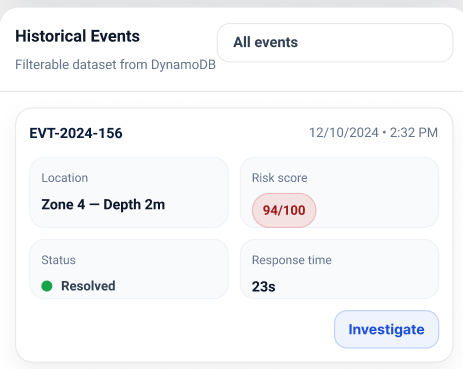 Historical Events
All events
Filterable dataset from DynamoDB
EVT-2024-156
12/10/2024 • 2:32 PM
Location
Zone 4 — Depth 2m
Risk score
94/100
Status
Resolved
Response time
23s
Investigate